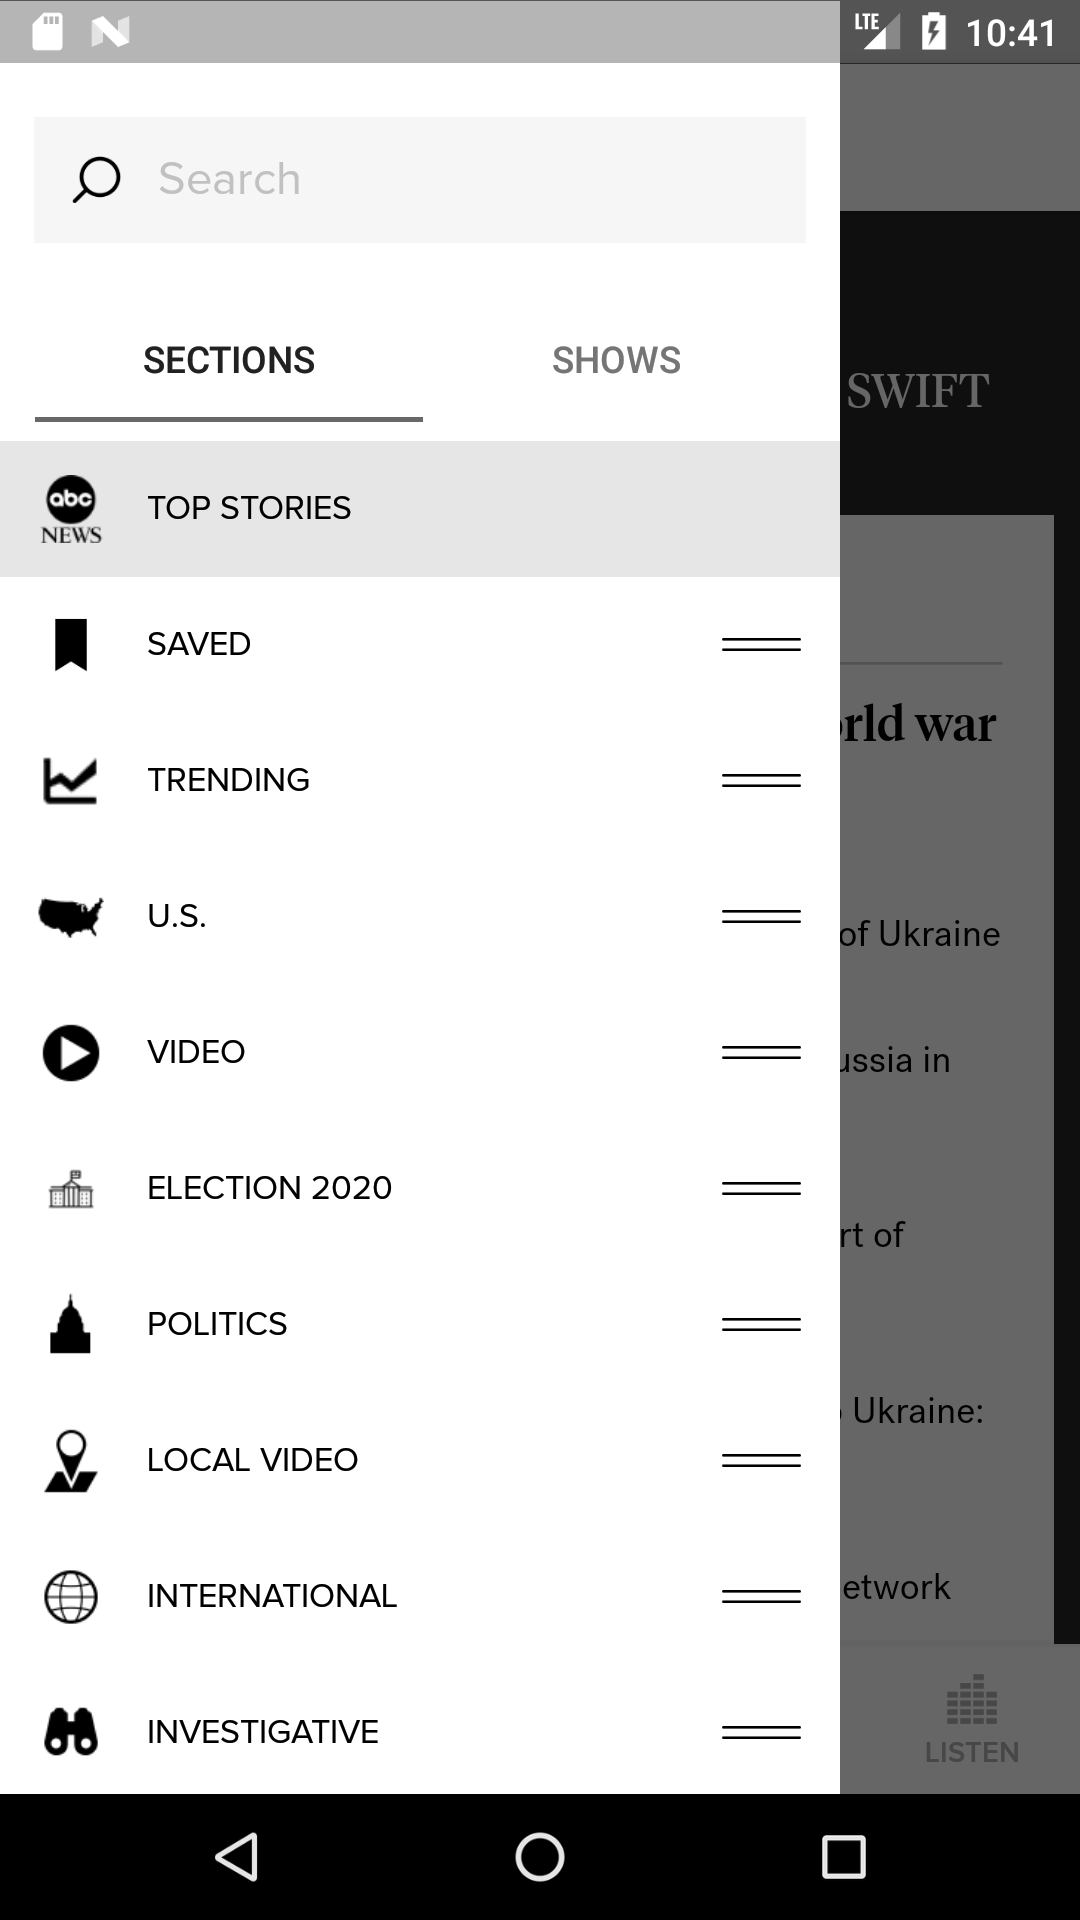 LTE 10:41
Search
SECTIONS SHOWS
SWIFT
abc
NEWS
TOP STORIES
SAVED
orld war
TRENDING
U.S.
of Ukraine
VIDEO
ussia in
ELECTION 2020
rt of
POLITICS
Ukraine:
LOCAL VIDEO
INTERNATIONAL
etwork
INVESTIGATIVE
LISTEN